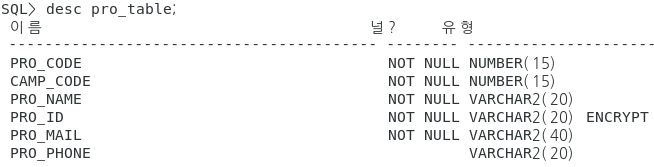 SQL> desc pro_table;
이름 널? 유형
----------------------------------------- -------- ----------------------------
PRO_CODE NOT NULL NUMBER(15)
CAMP_CODE NOT NULL NUMBER(15)
PRO_NAME NOT NULL VARCHAR2(20)
PRO_ID NOT NULL VARCHAR2(20) ENCRYPT
PRO_MAIL NOT NULL VARCHAR2(40)
PRO_PHONE VARCHAR2(20)